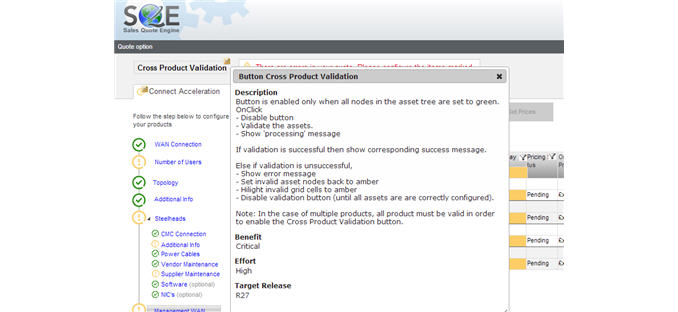 SQE
Sales Quote Engine
Quote option
Cross Product Validation
There are errors in your quote. Please configure the items marked
Button Cross Product Validation
Connect Acceleration
Description
Button is enabled only when all nodes in the asset tree are set to green.
OnClick
- Disable button
- Validate the assets.
- Show 'processing' message
If validation is successful then show corresponding success message.
Else if validation is unsuccessful,
- Show error message
- Set invalid asset nodes back to amber
- Hilight invalid grid cells to amber
- Disable validation button (until all assets are are correctly configured).
Note: In the case of multiple products, all product must be valid in order
to enable the Cross Product Validation button.
Benefit
Critical
Effort
High
Target Release
R27
Follow the step below to configure
your products
WAN Connection
Number of Users
Topology
Additional Info
Steelheads
CMC Connection
Additional Info
Power Cables
Vendor Maintenance
Supplier Maintenance
Software (optional)
NIC's (optional)
Management WAN
Get Prices
Pricing
Pending
Pending
Pending
Pending